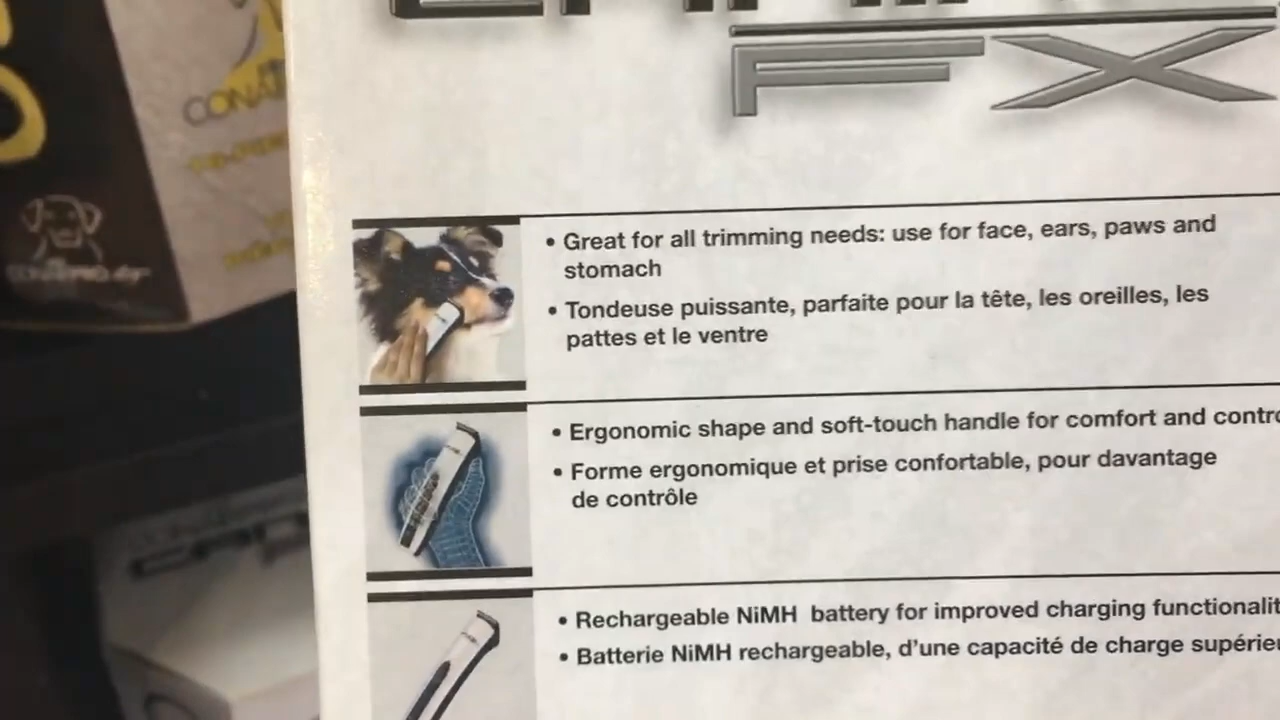 FX
CONAI
• Great for all trimming needs: use for face, ears, paws and
stomach
• Tondeuse puissante, parfaite pour la tête, les oreilles, les
pattes et le ventre
• Ergonomic shape and soft-touch handle for comfort and contro
• Forme ergonomique et prise confortable, pour davantage
de contrôle
• Rechargeable NiMH battery for improved charging functionalit
• Batterie NiMH rechargeable, d'une capacité de charge supérieu